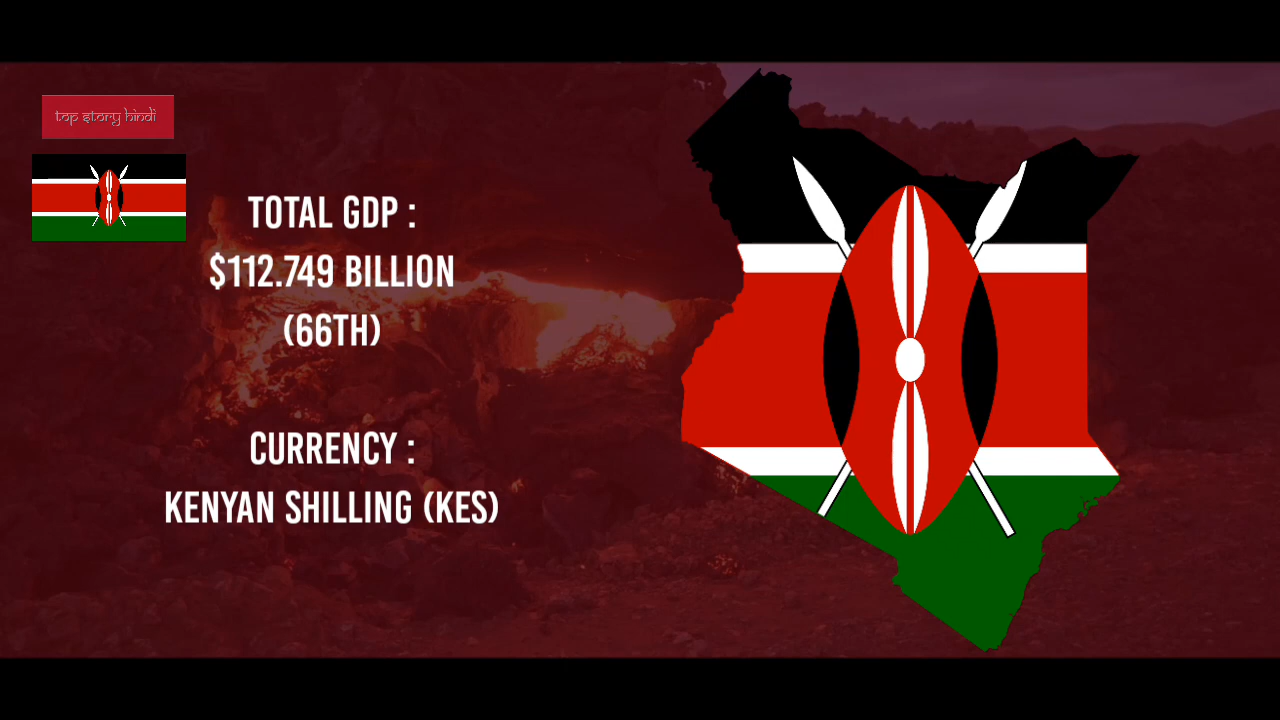 top story hindi
TOTAL GDP :
$112.749 BILLION
(66TH)
CURRENCY :
KENYAN SHILLING (KES)